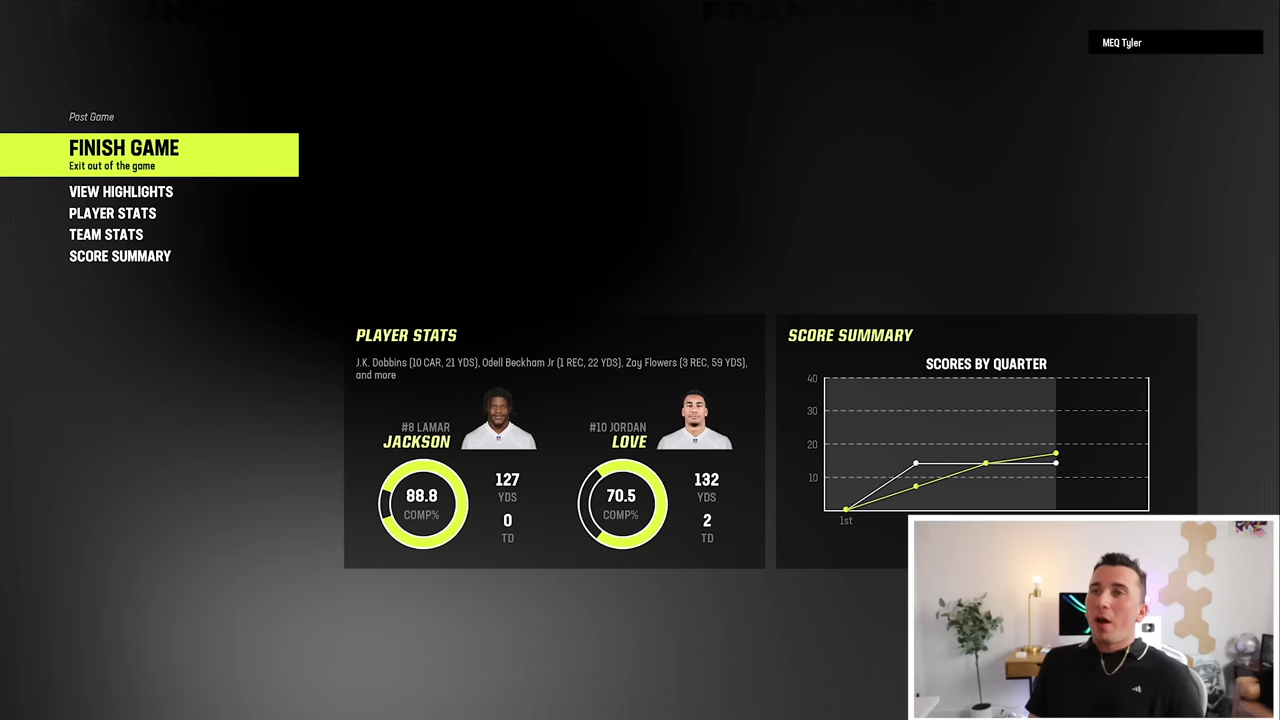 MEQ Tyler
Post Game
FINISH GAME
Exit out of the game
VIEW HIGHLIGHTS
PLAYER STATS
TEAM STATS
SCORE SUMMARY
PLAYER STATS
J.K. Dobbins (10 CAR, 21 YDS), Odell Beckham Jr (1 REC, 22 YDS), Zay Flowers (3 REC, 59 YDS),
and more
#8 LAMAR
JACKSON
88.8
COMP%
127
YDS
0
TD
#10 JORDAN
LOVE
70.5
COMP%
132
YDS
2
TD
SCORE SUMMARY
SCORES BY QUARTER
40
30
20
10
1st